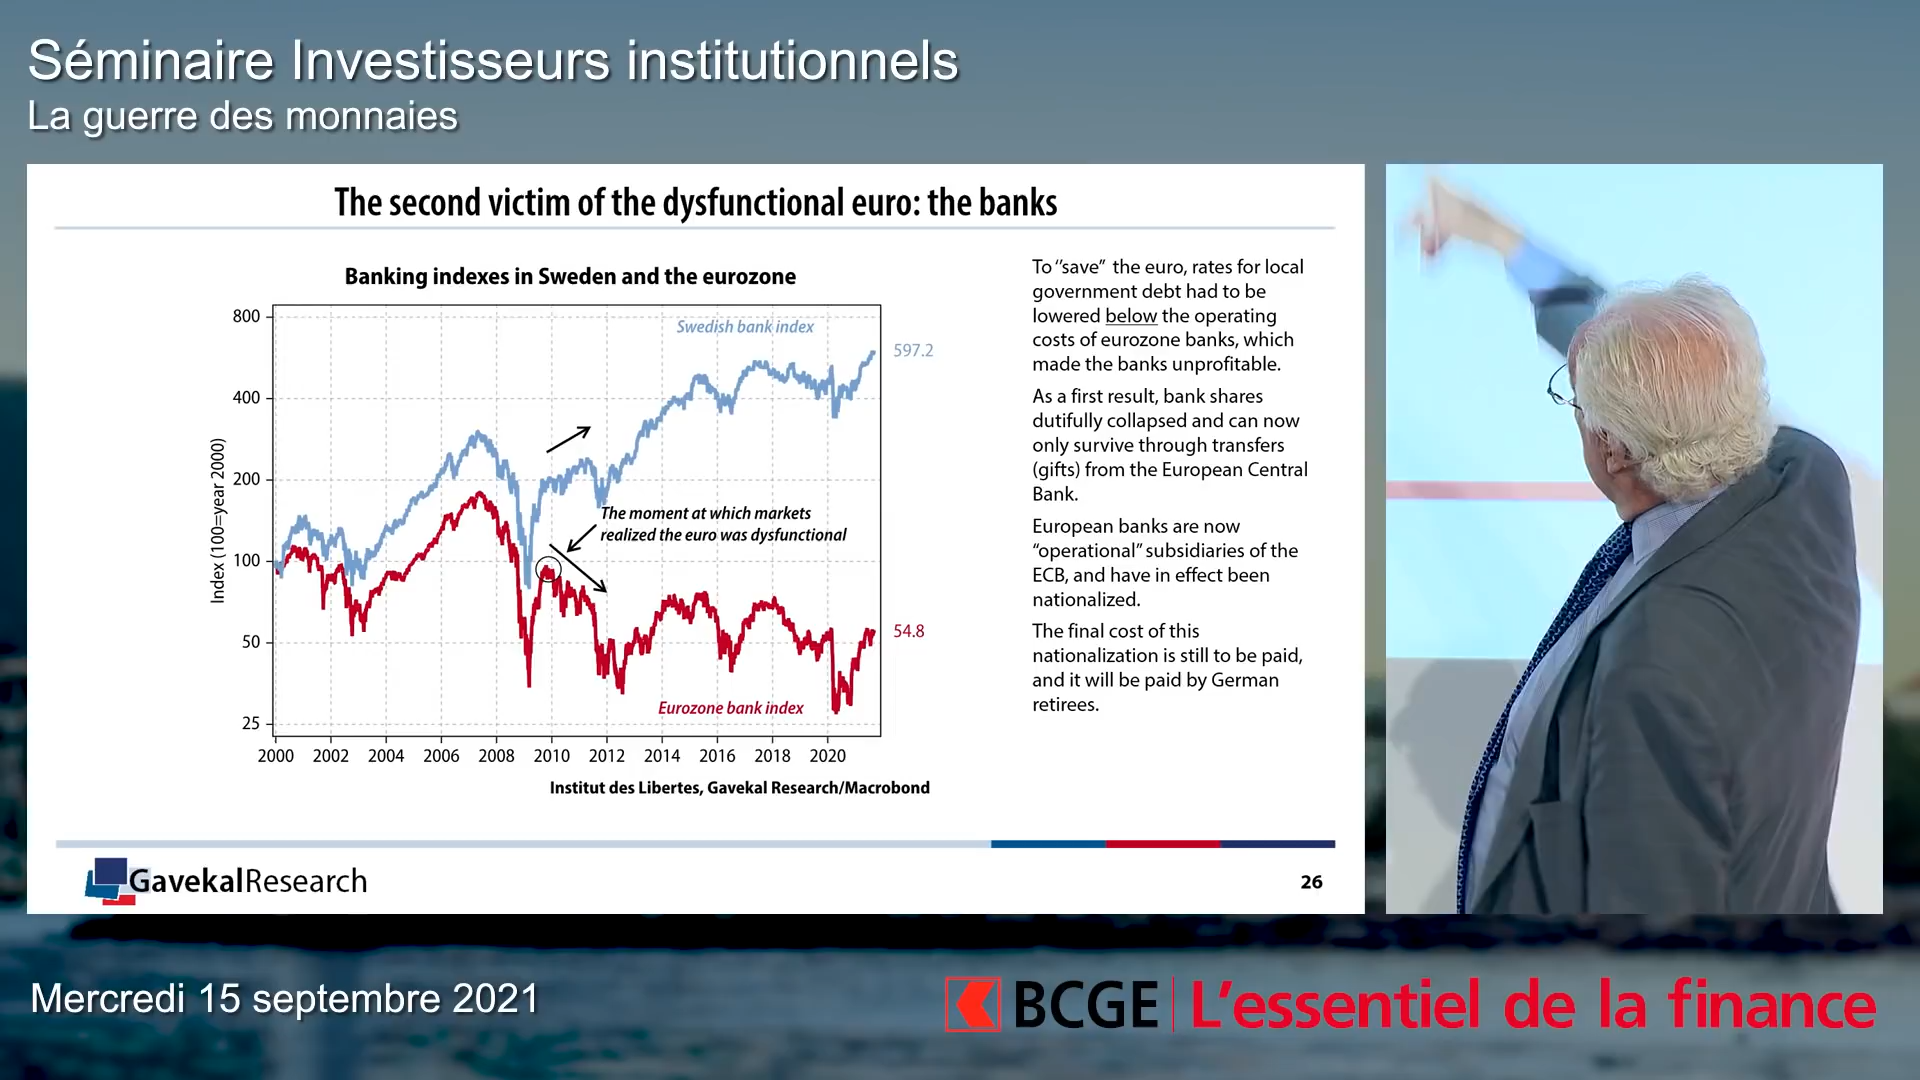 Séminaire Investisseurs institutionnels
La guerre des monnaies
The second victim of the dysfunctional euro: the banks
Banking indexes in Sweden and the eurozone
Index (100=year 2000)
800
400
200
100
50
25
Swedish bank index
597.2
The moment at which markets
realized the euro was dysfunctional
54.8
Eurozone bank index
2000 2002 2004 2006 2008 2010 2012 2014 2016 2018 2020
Institut des Libertes, Gavekal Research/Macrobond
To “save” the euro, rates for local
government debt had to be
lowered below the operating
costs of eurozone banks, which
made the banks unprofitable.
As a first result, bank shares
dutifully collapsed and can now
only survive through transfers
(gifts) from the European Central
Bank.
European banks are now
“operational” subsidiaries of the
ECB, and have in effect been
nationalized.
The final cost of this
nationalization is still to be paid,
and it will be paid by German
retirees.
GavekalResearch
26
Mercredi 15 septembre 2021
BCGE L’essentiel de la finance